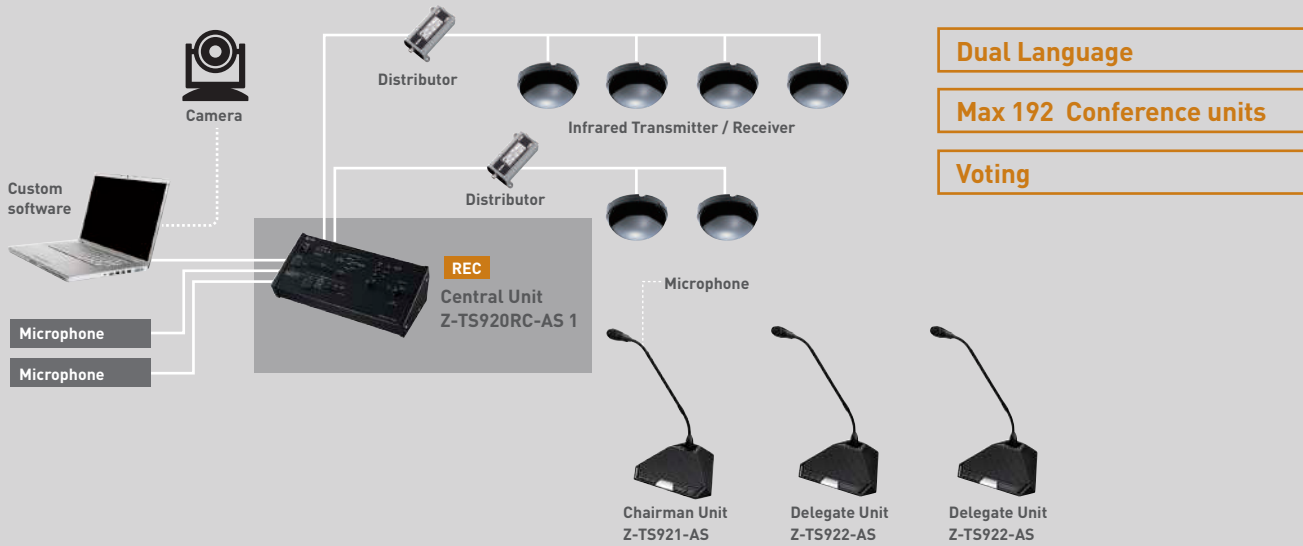 Camera
Custom
software
Distributor
Infrared Transmitter / Receiver
Distributor
Dual Language
Max 192 Conference units
Voting
REC
Central Unit
Z-TS920RC-AS 1
Microphone
Microphone
Microphone
Chairman Unit
Z-TS921-AS
Delegate Unit
Z-TS922-AS
Delegate Unit
Z-TS922-AS